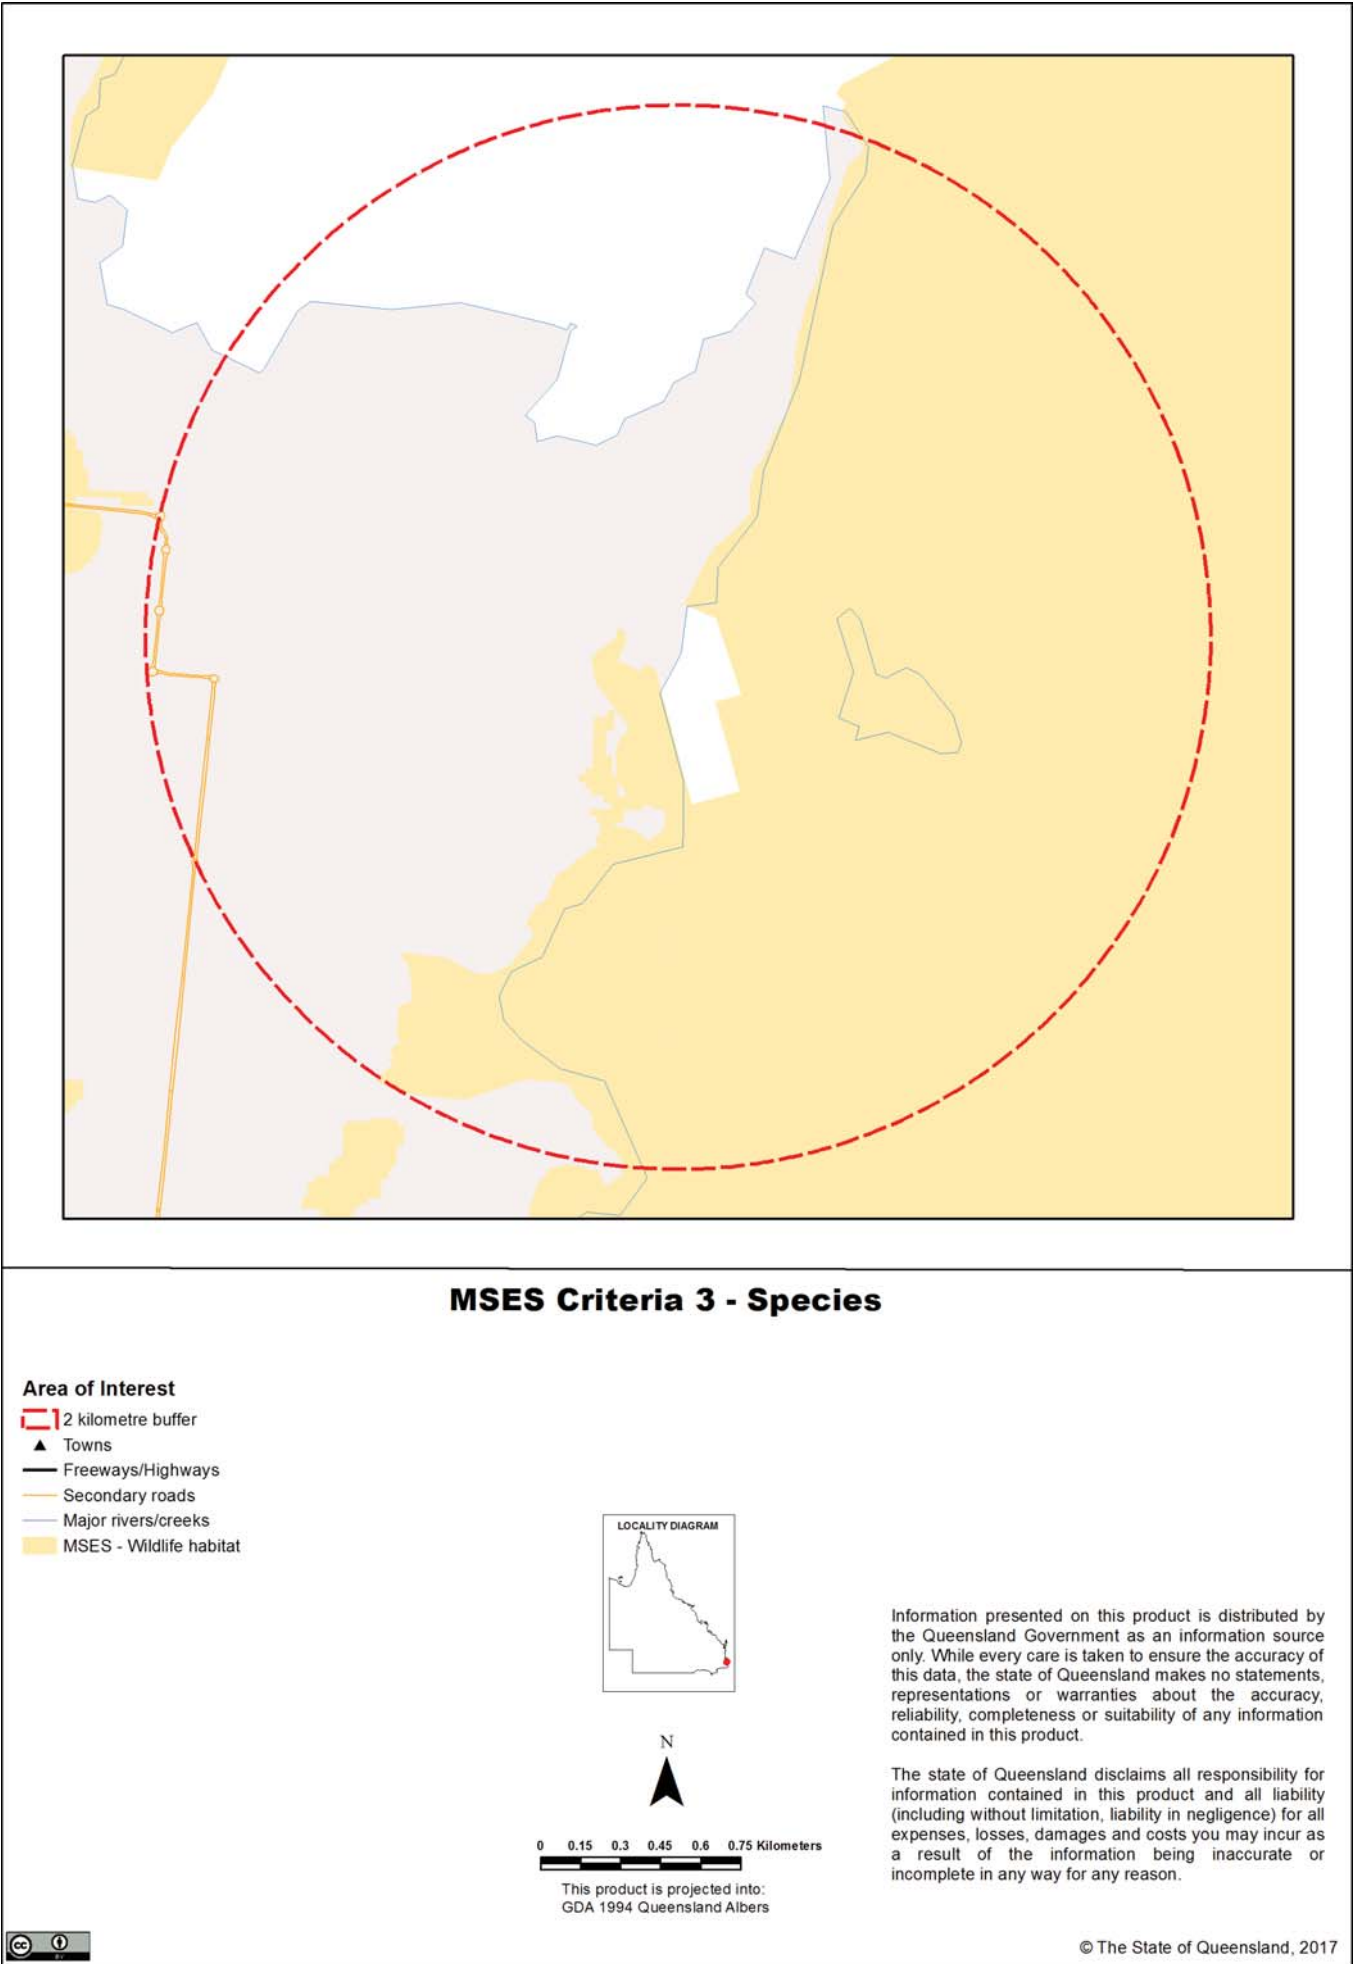 MSES Criteria 3 - Species
Area of Interest
2 kilometre buffer
Towns
Freeways/Highways
Secondary roads
Major rivers/creeks
MSES - Wildlife habitat
LOCALITY DIAGRAM
N
0 0.15 0.3 0.45 0.6 0.75 Kilometers
This product is projected into:
GDA 1994 Queensland Albers
Information presented on this product is distributed by
the Queensland Government as an information source
only. While every care is taken to ensure the accuracy of
this data, the state of Queensland makes no statements,
representations or warranties about the accuracy,
reliability, completeness or suitability of any information
contained in this product.
The state of Queensland disclaims all responsibility for
information contained in this product and all liability
(including without limitation, liability in negligence) for all
expenses, losses, damages and costs you may incur as
a result of the information being inaccurate or
incomplete in any way for any reason.
cc
BY
© The State of Queensland, 2017